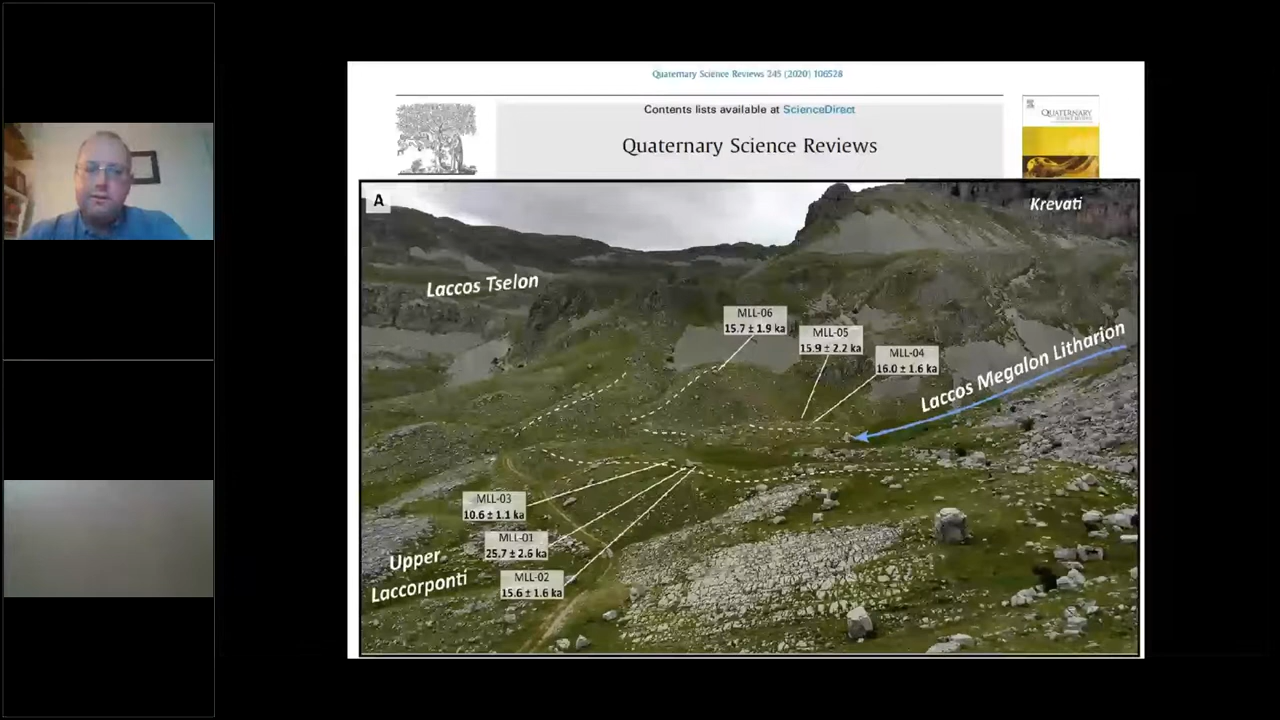 Quaternary Science Reviews 245 (2020) 106528
Contents lists available at ScienceDirect
Quaternary Science Reviews
QUATERNARY
A
Krevati
Laccos Tselon
MLL-06
15.7 ± 1.9 ka
MLL-05
15.9 ± 2.2 ka
MLL-04
16.0 ± 1.6 ka
Laccos Megalon Litharion
MLL-03
10.6 ± 1.1 ka
MLL-01
25.7 ± 2.6 ka
MLL-02
15.6 ± 1.6 ka
Upper
Laccorponti